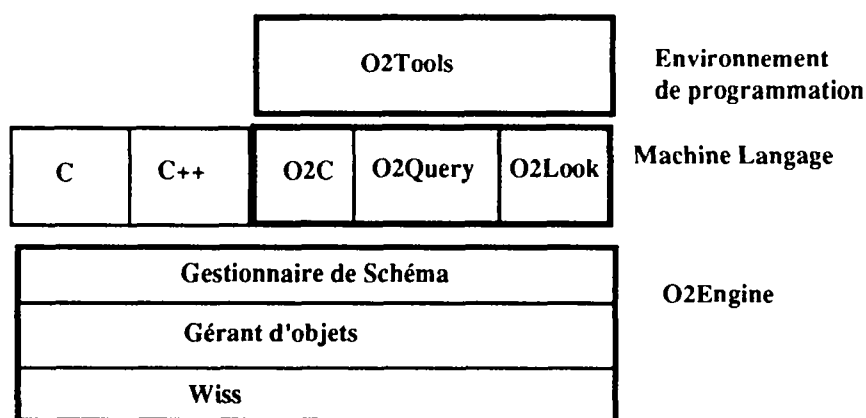 O2Tools
Environnement
de programmation
C
C++
O2C
O2Query
O2Look
Machine Langage
Gestionnaire de Schéma
O2Engine
Gérant d'objets
Wiss